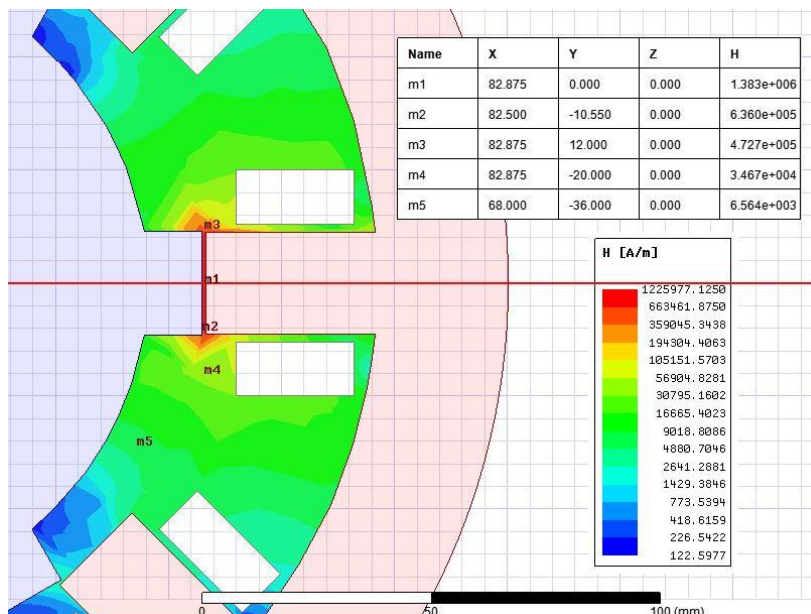 Name X Y Z H
m1 82.875 0.000 0.000 1.383e+006
m2 82.500 -10.550 0.000 6.360e+005
m3 82.875 12.000 0.000 4.727e+005
m4 82.875 -20.000 0.000 3.467e+004
m5 68.000 -36.000 0.000 6.564e+003
m3
m1
m2
m4
m5
H [A/m]
1225977.1250
663461.8750
359045.3438
194304.4063
105151.5703
56904.8281
30795.1602
16665.4023
9018.8086
4880.7046
2641.2881
1429.3846
773.5394
418.6159
226.5422
122.5977
0 50 100 (mm)